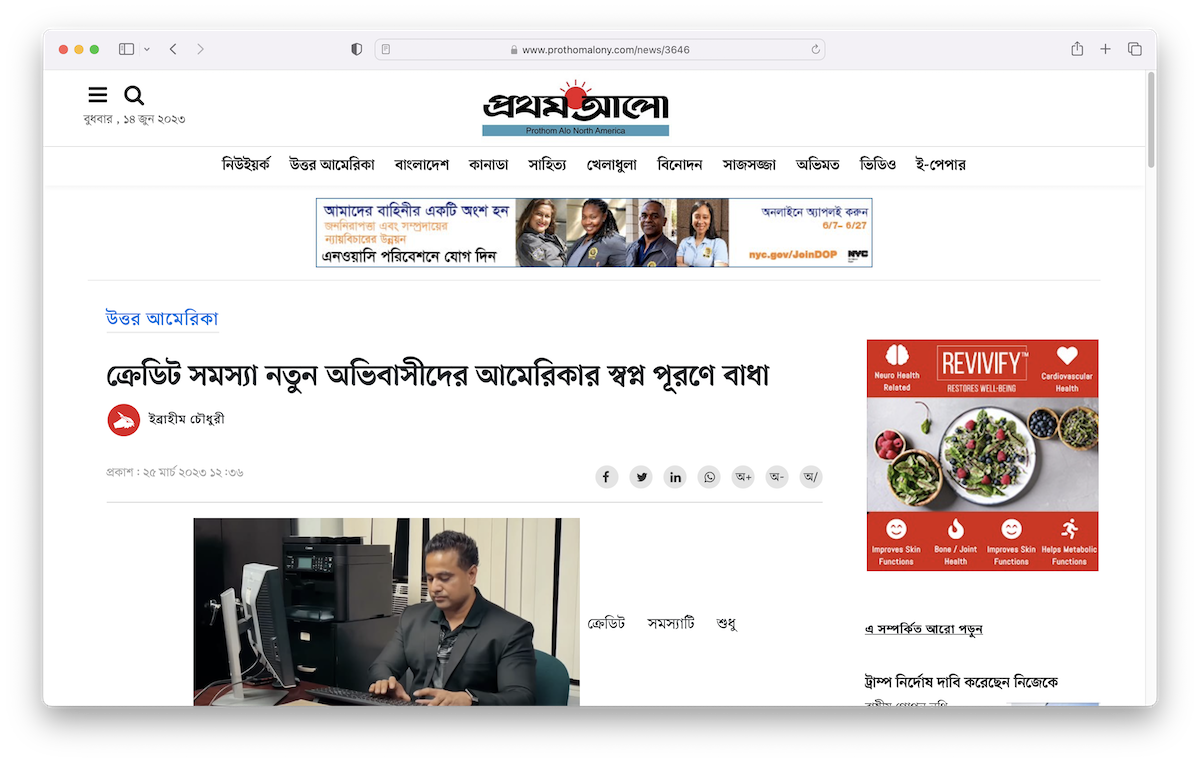 www.prothomalony.com/news/3646
বুধবার , ১৪ জুন ২০২৩
প্রথম আলো
Prothom Alo North America
নিউইয়র্ক উত্তর আমেরিকা বাংলাদেশ কানাডা সাহিত্য খেলাধুলা বিনোদন সাজসজ্জা অভিমত ভিডিও ই-পেপার
আমাদের বাহিনীর একটি অংশ হন
জননিরাপত্তা এবং সম্প্রদায়ের
ন্যায়বিচারের উন্নয়ন
এনওয়াসি পরিবেশনে যোগ দিন
অনলাইনে অ্যাপলই করুন
6/7– 6/27
nyc.gov/JoinDOP NYC
উত্তর আমেরিকা
ক্রেডিট সমস্যা নতুন অভিবাসীদের আমেরিকার স্বপ্ন পূরণে বাধা
ইব্রাহীম চৌধুরী
প্রকাশ : ২৫ মার্চ ২০২৩ ১২ :৩৬
অ+ অ- অ/
ক্রেডিট সমস্যাটি শুধু
Neuro Health
Related
REVIVIFY™
RESTORES WELL-BEING
Cardiovascular
Health
Improves Skin
Functions
Bone / Joint
Health
Improves Skin
Functions
Helps Metabolic
Functions
এ সম্পর্কিত আরো পড়ুন
ট্রাম্প নির্দোষ দাবি করেছেন নিজেকে